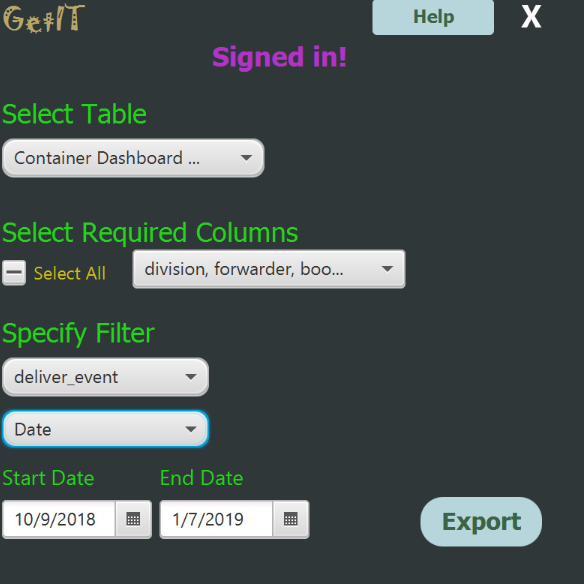 GetIT
Help X
Signed in!
Select Table
Container Dashboard ...
Select Required Columns
Select All division, forwarder, boo...
Specify Filter
deliver_event
Date
Start Date End Date
10/9/2018 1/7/2019
Export